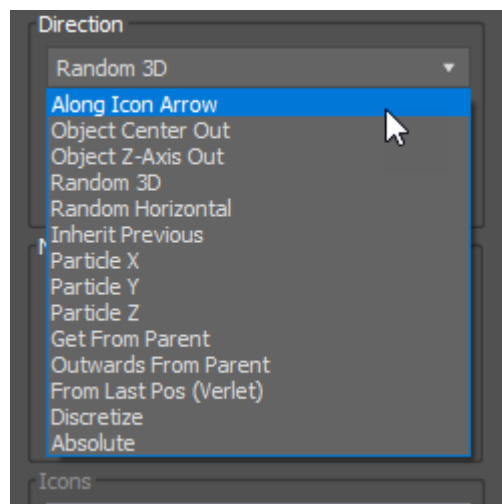 Direction
Random 3D
Along Icon Arrow
Object Center Out
Object Z-Axis Out
Random 3D
Random Horizontal
Inherit Previous
Particle X
Particle Y
Particle Z
Get From Parent
Outwards From Parent
From Last Pos (Verlet)
Discretize
Absolute
Icons